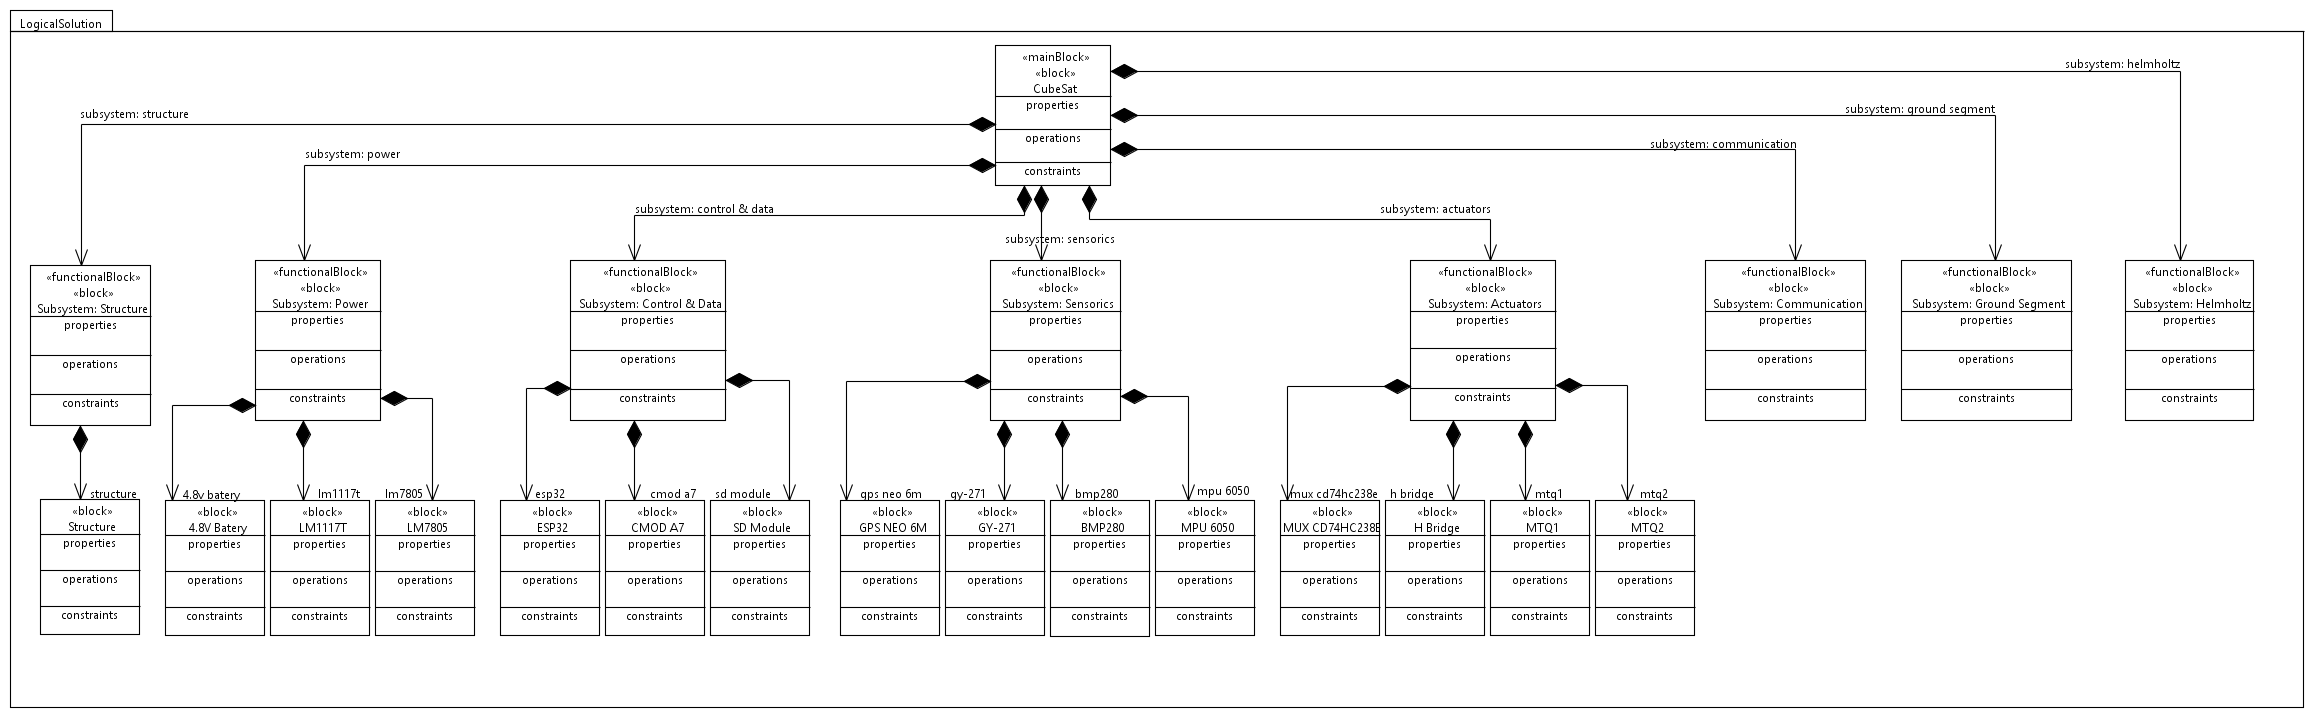 LogicalSolution
«mainBlock»
«block»
CubeSat
properties
operations
constraints
subsystem: helmholtz
subsystem: ground segment
subsystem: structure
subsystem: communication
subsystem: power
subsystem: control & data
subsystem: actuators
subsystem: sensorics
«functionalBlock»
«block»
Subsystem: Structure
properties
operations
constraints
«functionalBlock»
«block»
Subsystem: Power
properties
operations
constraints
«functionalBlock»
«block»
Subsystem: Control & Data
properties
operations
constraints
«functionalBlock»
«block»
Subsystem: Sensorics
properties
operations
constraints
«functionalBlock»
«block»
Subsystem: Actuators
properties
operations
constraints
«functionalBlock»
«block»
Subsystem: Communication
properties
operations
constraints
«functionalBlock»
«block»
Subsystem: Ground Segment
properties
operations
constraints
«functionalBlock»
«block»
Subsystem: Helmholtz
properties
operations
constraints
structure
«block»
Structure
properties
operations
constraints
4.8v batery
«block»
4.8V Batery
properties
operations
constraints
lm1117t
«block»
LM1117T
properties
operations
constraints
lm7805
«block»
LM7805
properties
operations
constraints
esp32
«block»
ESP32
properties
operations
constraints
cmod a7
«block»
CMOD A7
properties
operations
constraints
sd module
«block»
SD Module
properties
operations
constraints
gps neo 6m
«block»
GPS NEO 6M
properties
operations
constraints
gy-271
«block»
GY-271
properties
operations
constraints
bmp280
«block»
BMP280
properties
operations
constraints
mpu 6050
«block»
MPU 6050
properties
operations
constraints
mux cd74hc238e
«block»
MUX CD74HC238E
properties
operations
constraints
h bridge
«block»
H Bridge
properties
operations
constraints
mtq1
«block»
MTQ1
properties
operations
constraints
mtq2
«block»
MTQ2
properties
operations
constraints